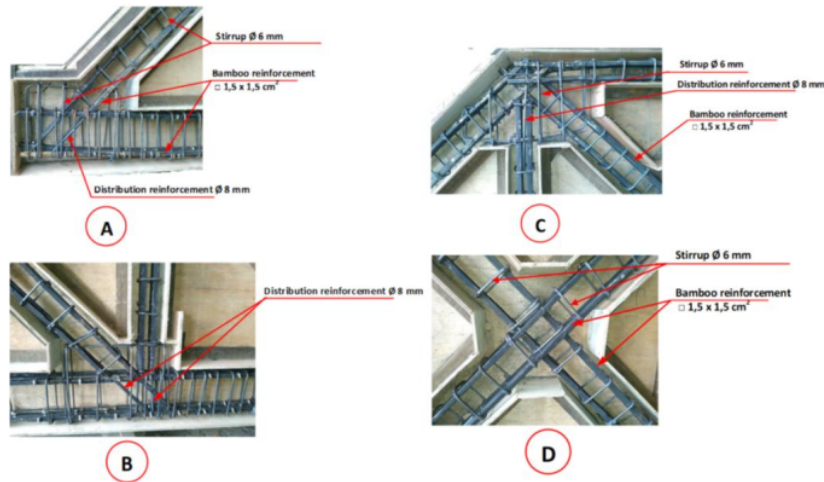 Stirrup Ø 6 mm
Bamboo reinforcement
□ 1,5 x 1,5 cm²
Distribution reinforcement Ø 8 mm
A
Stirrup Ø 6 mm
Distribution reinforcement Ø 8 mm
Bamboo reinforcement
□ 1,5 x 1,5 cm²
C
Distribution reinforcement Ø 8 mm
B
Stirrup Ø 6 mm
Bamboo reinforcement
□ 1,5 x 1,5 cm²
D